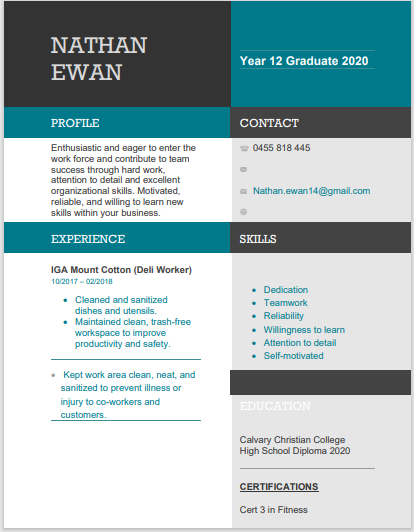 NATHAN
EWAN
Year 12 Graduate 2020
PROFILE
Enthusiastic and eager to enter the
work force and contribute to team
success through hard work,
attention to detail and excellent
organizational skills. Motivated,
reliable, and willing to learn new
skills within your business.
CONTACT
0455 818 445
Nathan.ewan14@gmail.com
EXPERIENCE
IGA Mount Cotton (Deli Worker)
10/2017 – 02/2018
• Cleaned and sanitized
dishes and utensils.
• Maintained clean, trash-free
workspace to improve
productivity and safety.
• Kept work area clean, neat, and
sanitized to prevent illness or
injury to co-workers and
customers.
SKILLS
• Dedication
• Teamwork
• Reliability
• Willingness to learn
• Attention to detail
• Self-motivated
EDUCATION
Calvary Christian College
High School Diploma 2020
CERTIFICATIONS
Cert 3 in Fitness